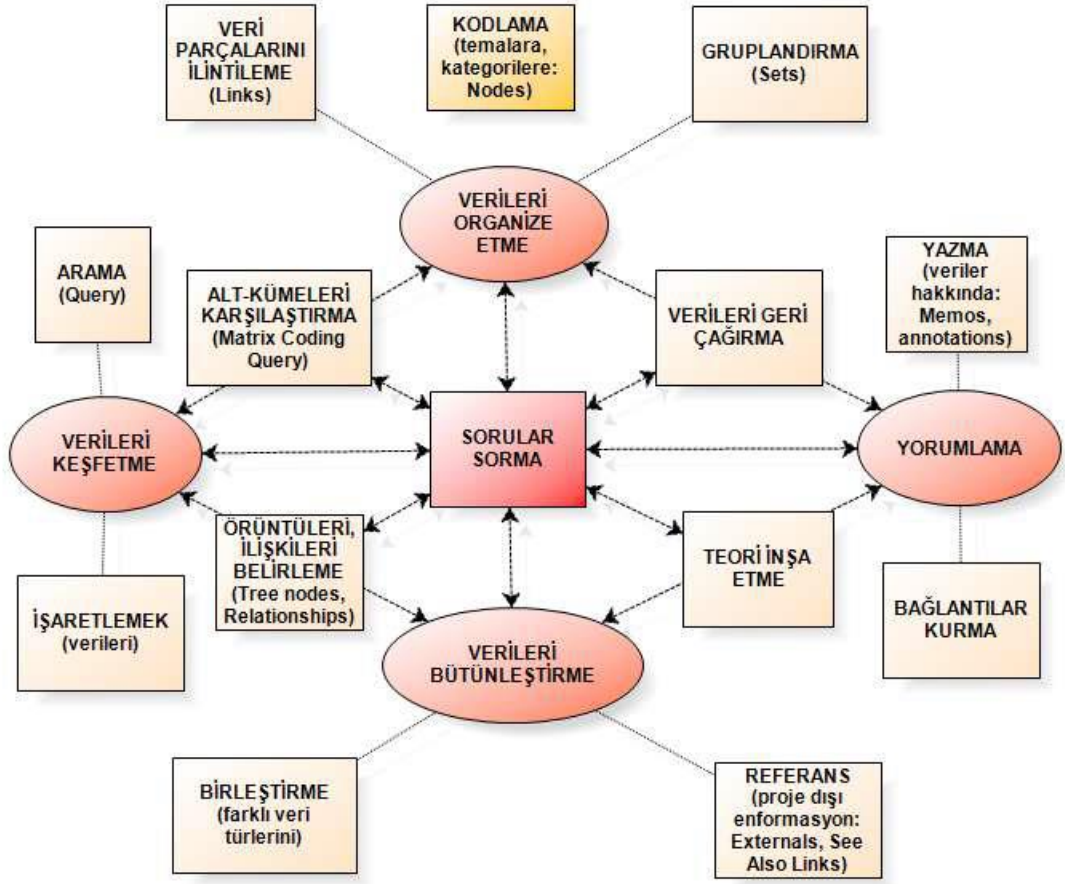 VERİ
PARÇALARINI
İLİNTİLEME
(Links)
KODLAMA
(temalara,
kategorilere:
Nodes)
GRUPLANDIRMA
(Sets)
VERİLERİ
ORGANİZE
ETME
ARAMA
(Query)
ALT-KÜMELERİ
KARŞILAŞTIRMA
(Matrix Coding
Query)
VERİLERİ GERİ
ÇAĞIRMA
YAZMA
(veriler
hakkında:
Memos,
annotations)
VERİLERİ
KEŞFETME
SORULAR
SORMA
YORUMLAMA
İŞARETLEMEK
(verileri)
ÖRÜNTÜLERİ,
İLİŞKİLERİ
BELİRLEME
(Tree nodes,
Relationships)
TEORİ İNŞA
ETME
BAĞLANTILAR
KURMA
VERİLERİ
BÜTÜNLEŞTİRME
BİRLEŞTİRME
(farklı veri
türlerini)
REFERANS
(proje dışı
enformasyon:
Externals, See
Also Links)